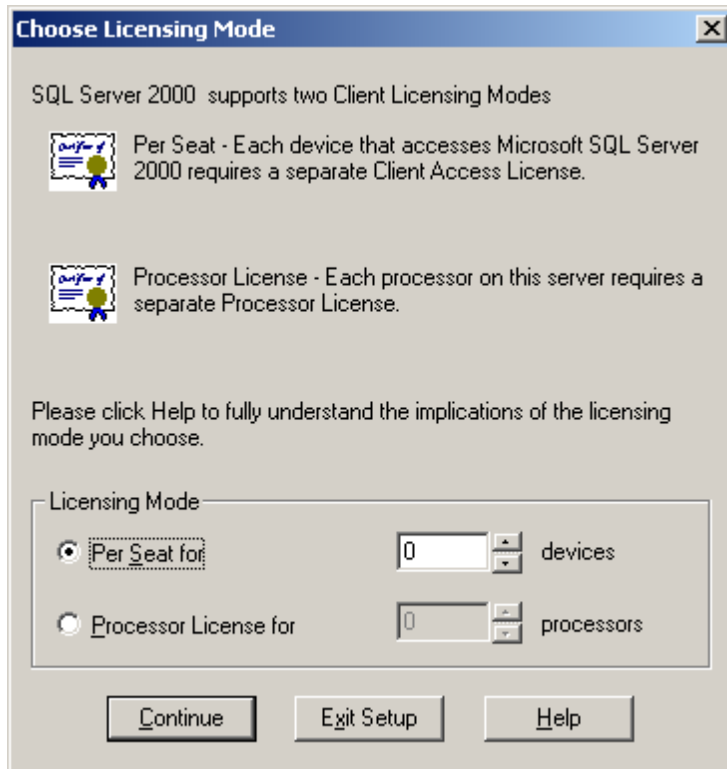 Choose Licensing Mode
SQL Server 2000 supports two Client Licensing Modes
Per Seat - Each device that accesses Microsoft SQL Server
2000 requires a separate Client Access License.
Processor License - Each processor on this server requires a
separate Processor License.
Please click Help to fully understand the implications of the licensing
mode you choose.
Licensing Mode
Per Seat for 0 devices
Processor License for 0 processors
Continue Exit Setup Help